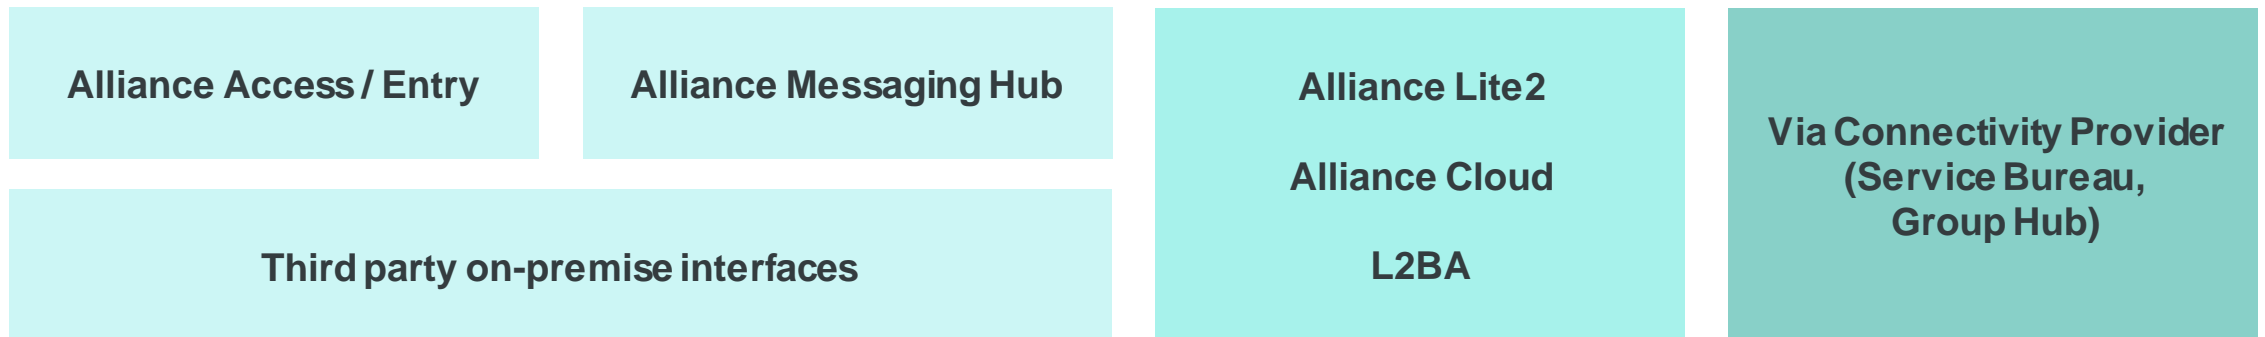 Alliance Access / Entry
Alliance Messaging Hub
Third party on-premise interfaces
Alliance Lite2
Alliance Cloud
L2BA
Via Connectivity Provider
(Service Bureau,
Group Hub)